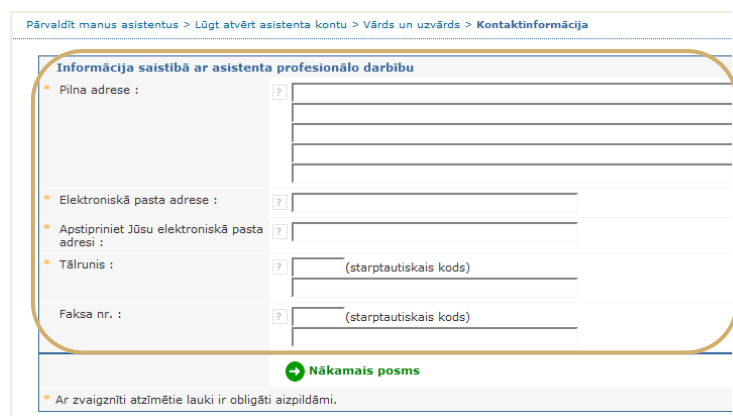 Pārvaldīt manus asistentus > Lūgt atvērt asistenta kontu > Vārds un uzvārds > Kontaktinformācija
Informācija saistībā ar asistenta profesionālo darbību
* Pilna adrese : ?
* Elektroniskā pasta adrese : ?
* Apstipriniet Jūsu elektroniskā pasta ?
adresi :
* Tālrunis : ? (starptautiskais kods)
Faksa nr. : ? (starptautiskais kods)
Nākamais posms
* Ar zvaigznīti atzīmētie lauki ir obligāti aizpildāmi.